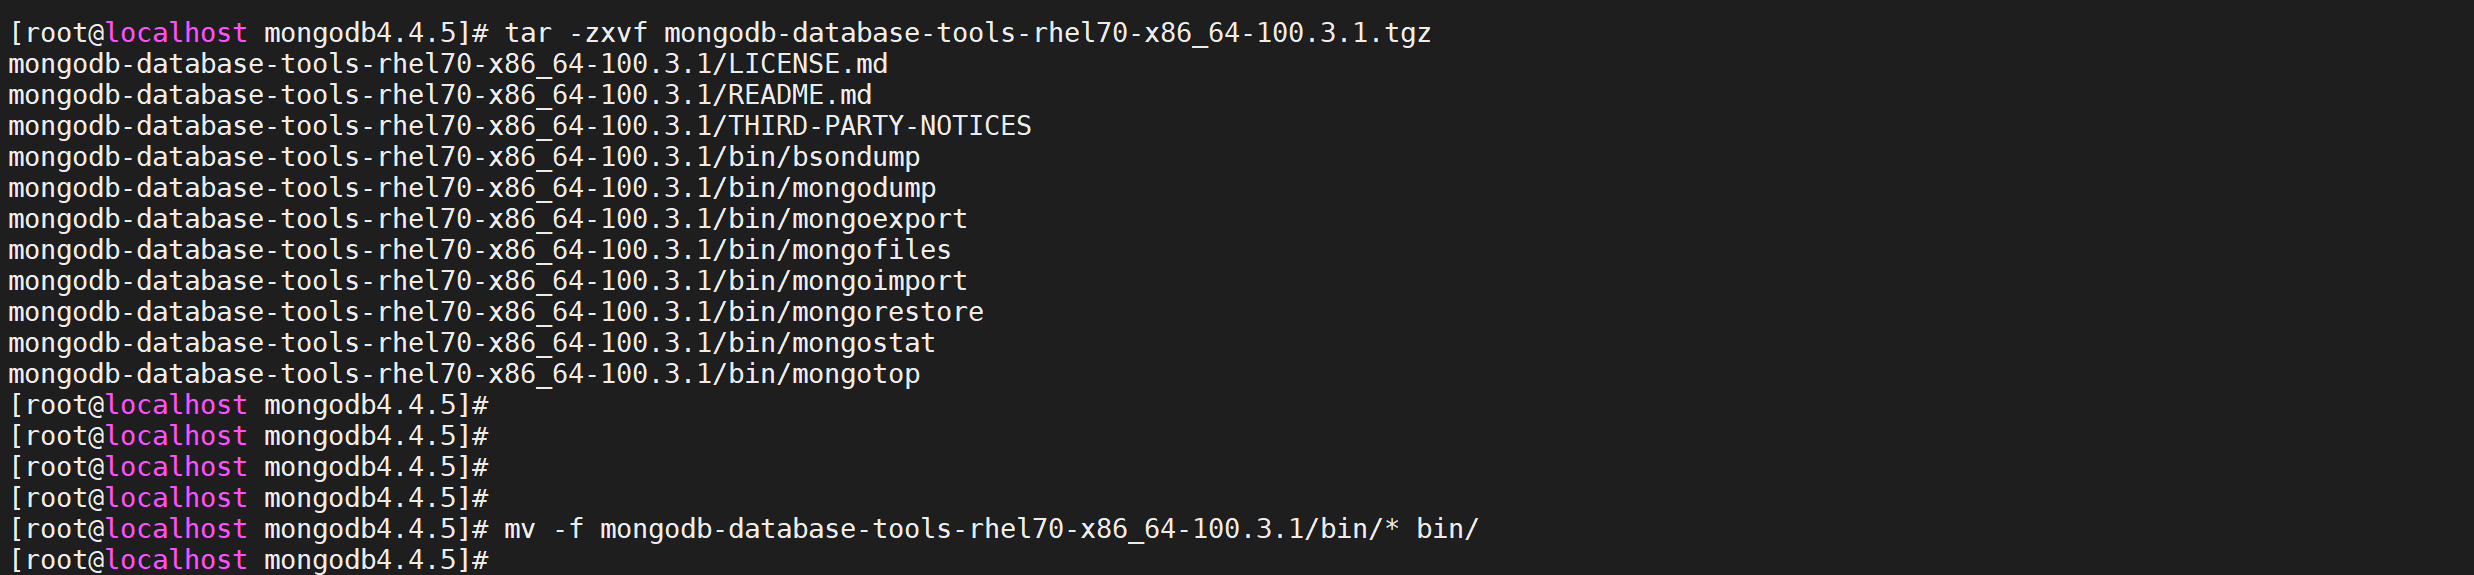 [root@localhost mongodb4.4.5]# tar -zxvf mongodb-database-tools-rhel70-x86_64-100.3.1.tgz
mongodb-database-tools-rhel70-x86_64-100.3.1/LICENSE.md
mongodb-database-tools-rhel70-x86_64-100.3.1/README.md
mongodb-database-tools-rhel70-x86_64-100.3.1/THIRD-PARTY-NOTICES
mongodb-database-tools-rhel70-x86_64-100.3.1/bin/bsondump
mongodb-database-tools-rhel70-x86_64-100.3.1/bin/mongodump
mongodb-database-tools-rhel70-x86_64-100.3.1/bin/mongoexport
mongodb-database-tools-rhel70-x86_64-100.3.1/bin/mongofiles
mongodb-database-tools-rhel70-x86_64-100.3.1/bin/mongoimport
mongodb-database-tools-rhel70-x86_64-100.3.1/bin/mongorestore
mongodb-database-tools-rhel70-x86_64-100.3.1/bin/mongostat
mongodb-database-tools-rhel70-x86_64-100.3.1/bin/mongotop
[root@localhost mongodb4.4.5]#
[root@localhost mongodb4.4.5]#
[root@localhost mongodb4.4.5]#
[root@localhost mongodb4.4.5]#
[root@localhost mongodb4.4.5]# mv -f mongodb-database-tools-rhel70-x86_64-100.3.1/bin/* bin/
[root@localhost mongodb4.4.5]#